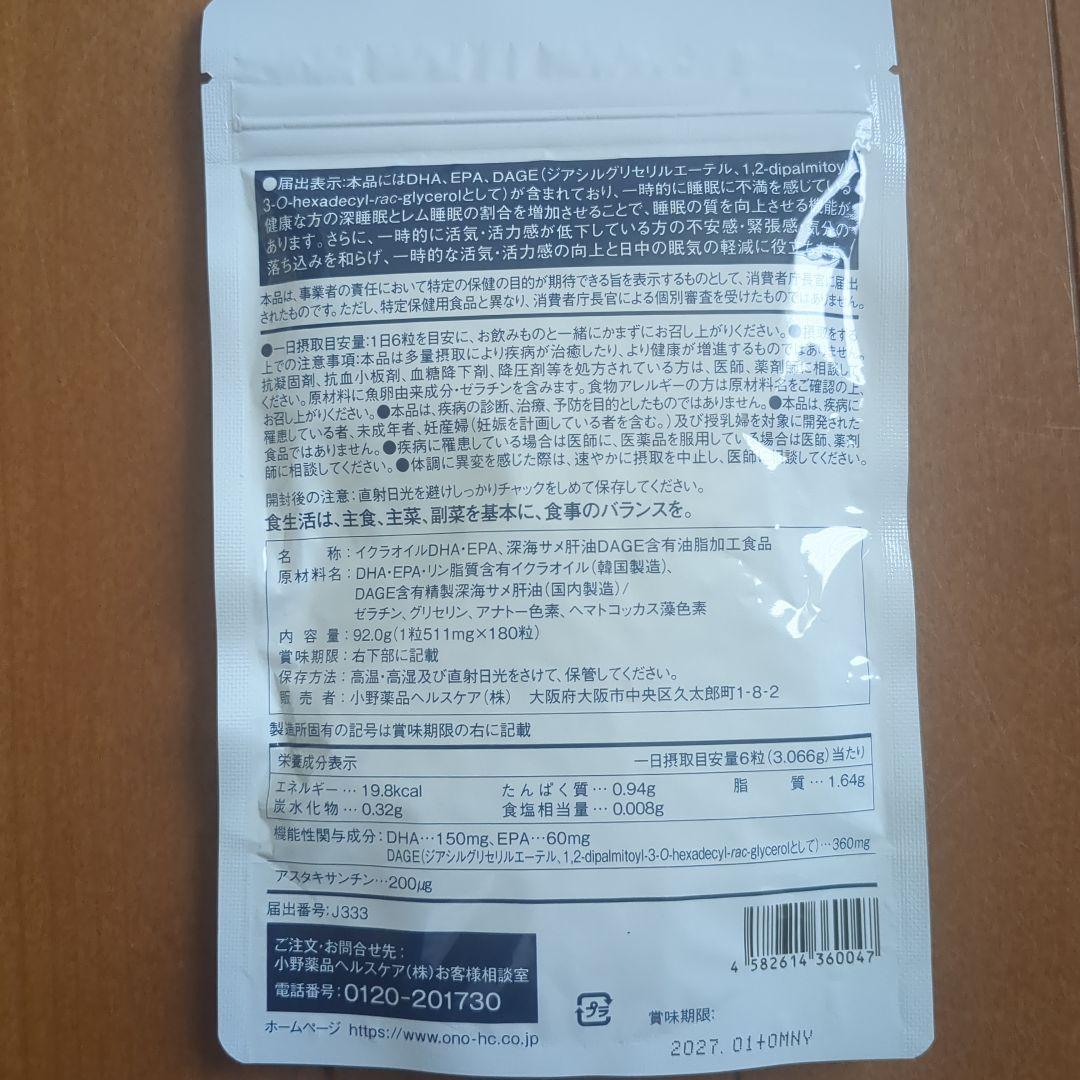 ●届出表示:本品にはDHA、EPA、DAGE(ジアシルグリセリルエーテル、1,2-dipalmitoyl-
3-O-hexadecyl-rac-glycerolとして)が含まれており、一時的に睡眠に不満を感じている
健康な方の深睡眠とレム睡眠の割合を増加させることで、睡眠の質を向上させる機能が
あります。さらに、一時的に活気・活力感が低下している方の不安感・緊張感・気分の
落ち込みを和らげ、一時的な活気・活力感の向上と日中の眠気の軽減に役立
本品は、事業者の責任において特定の保健の目的が期待できる旨を表示するものとして、消費者庁長官に届出
されたものです。ただし、特定保健用食品と異なり、消費者庁長官による個別審査を受けたものではありません。
●一日摂取目安量:1日6粒を目安に、お飲みものと一緒にかまずにお召し上がりください。●摂取をする
上での注意事項:本品は多量摂取により疾病が治癒したり、より健康が増進するものではありません。
抗凝固剤、抗血小板剤、血糖降下剤、降圧剤等を処方されている方は、医師、薬剤師に相談して
ください。原材料に魚卵由来成分・ゼラチンを含みます。食物アレルギーの方は原材料名をご確認の上、
お召し上がりください。●本品は、疾病の診断、治療、予防を目的としたものではありません。●本品は、疾病に
罹患している者、未成年者、妊産婦(妊娠を計画している者を含む。)及び授乳婦を対象に開発された
食品ではありません。●疾病に罹患している場合は医師に、医薬品を服用している場合は医師、薬剤
師に相談してください。●体調に異変を感じた際は、速やかに摂取を中止し、医師に相談してください。
開封後の注意:直射日光を避けしっかりチャックをしめて保存してください。
食生活は、主食、主菜、副菜を基本に、食事のバランスを。
名 称:イクラオイルDHA・EPA、深海サメ肝油DAGE含有油脂加工食品
原材料名:DHA・EPA・リン脂質含有イクラオイル(韓国製造)、
DAGE含有精製深海サメ肝油(国内製造)/
ゼラチン、グリセリン、アナトー色素、ヘマトコッカス藻色素
内 容 量:92.0g(1粒511mg×180粒)
賞味期限:右下部に記載
保存方法:高温・高湿及び直射日光をさけて、保管してください。
販 売 者:小野薬品ヘルスケア(株) 大阪府大阪市中央区久太郎町1-8-2
製造所固有の記号は賞味期限の右に記載
栄養成分表示 一日摂取目安量6粒(3.066g)当たり
エネルギー…19.8kcal たんぱく質…0.94g 脂 質…1.64g
炭水化物…0.32g 食塩相当量…0.008g
機能性関与成分:DHA…150mg、EPA…60mg
DAGE(ジアシルグリセリルエーテル、1,2-dipalmitoyl-3-O-hexadecyl-rac-glycerolとして)…360mg
アスタキサンチン…200μg
届出番号:J333
ご注文・お問合せ先:
小野薬品ヘルスケア(株)お客様相談室
電話番号:0120-201730
ホームページ https://www.ono-hc.co.jp
4 582614 360047
プラ
賞味期限:
2027.01+OMNY